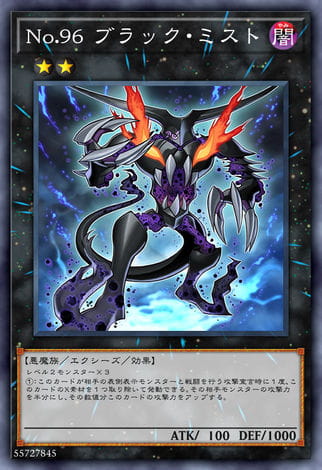 No.96 ブラック・ミスト
闇
やみ
【悪魔族／エクシーズ／効果】
レベル２モンスター×３
①：このカードが相手の表側表示モンスターと戦闘を行う攻撃宣言時に１度、こ
のカードのX素材を１つ取り除いて発動できる。その相手モンスターの攻撃力
を半分にし、その数値分このカードの攻撃力をアップする。
ATK/ 100 DEF/1000
55727845